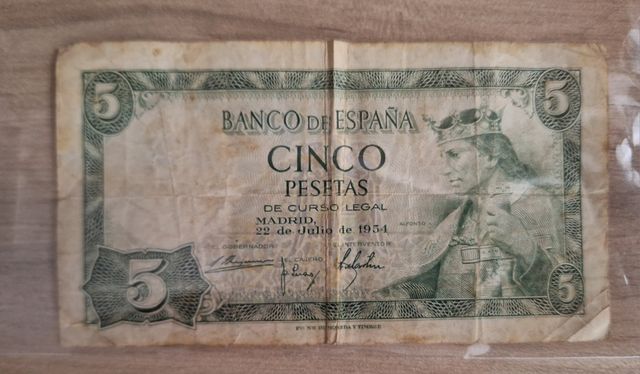 5 5
BANCO DE ESPAÑA
CINCO
PESETAS
DE CURSO LEGAL
MADRID,
22 de Julio de 1954
ALFONSO
EL GOBERNADOR
EL INTERVENTOR
EL CAJERO
5 5